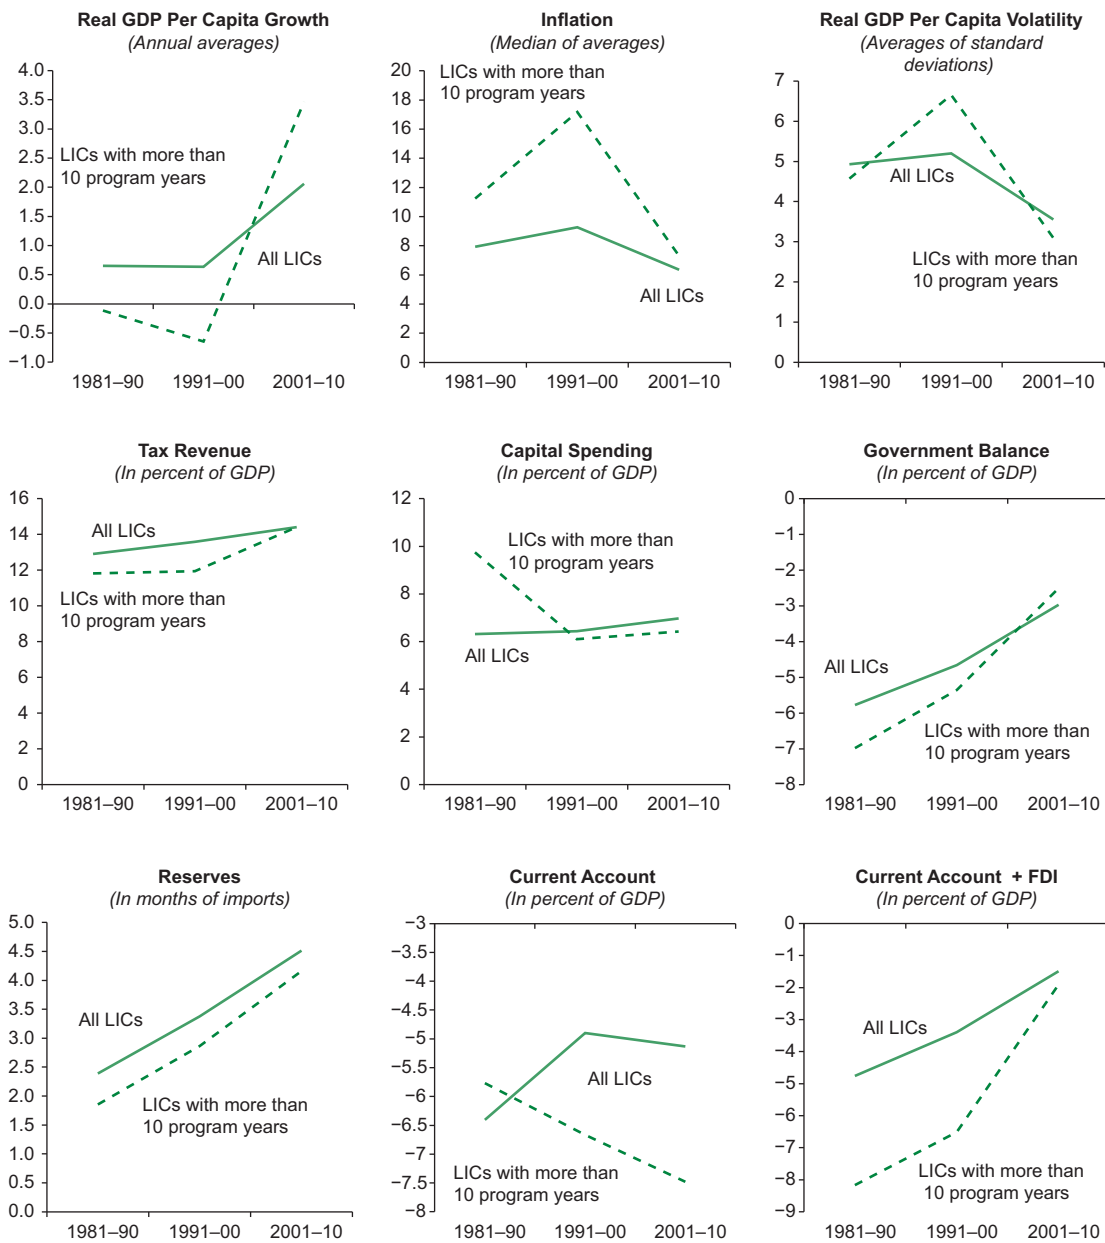 Real GDP Per Capita Growth
(Annual averages)
4.0
3.5
3.0
2.5
2.0
1.5
1.0
0.5
0.0
−0.5
−1.0
LICs with more than
10 program years
All LICs
1981–90
1991–00
2001–10
Inflation
(Median of averages)
20
18
16
14
12
10
8
6
4
2
0
LICs with more than
10 program years
All LICs
1981–90
1991–00
2001–10
Real GDP Per Capita Volatility
(Averages of standard
deviations)
7
6
5
4
3
2
1
0
All LICs
LICs with more than
10 program years
1981–90
1991–00
2001–10
Tax Revenue
(In percent of GDP)
16
14
12
10
8
6
4
2
0
All LICs
LICs with more than
10 program years
1981–90
1991–00
2001–10
Capital Spending
(In percent of GDP)
12
10
8
6
4
2
0
LICs with more than
10 program years
All LICs
1981–90
1991–00
2001–10
Government Balance
(In percent of GDP)
0
−1
−2
−3
−4
−5
−6
−7
−8
All LICs
LICs with more than
10 program years
1981–90
1991–00
2001–10
Reserves
(In months of imports)
5.0
4.5
4.0
3.5
3.0
2.5
2.0
1.5
1.0
0.5
0.0
All LICs
LICs with more than
10 program years
1981–90
1991–00
2001–10
Current Account
(In percent of GDP)
−3
−3.5
−4
−4.5
−5
−5.5
−6
−6.5
−7
−7.5
−8
All LICs
LICs with more than
10 program years
1981–90
1991–00
2001–10
Current Account + FDI
(In percent of GDP)
0
−1
−2
−3
−4
−5
−6
−7
−8
−9
All LICs
LICs with more than
10 program years
1981–90
1991–00
2001–10